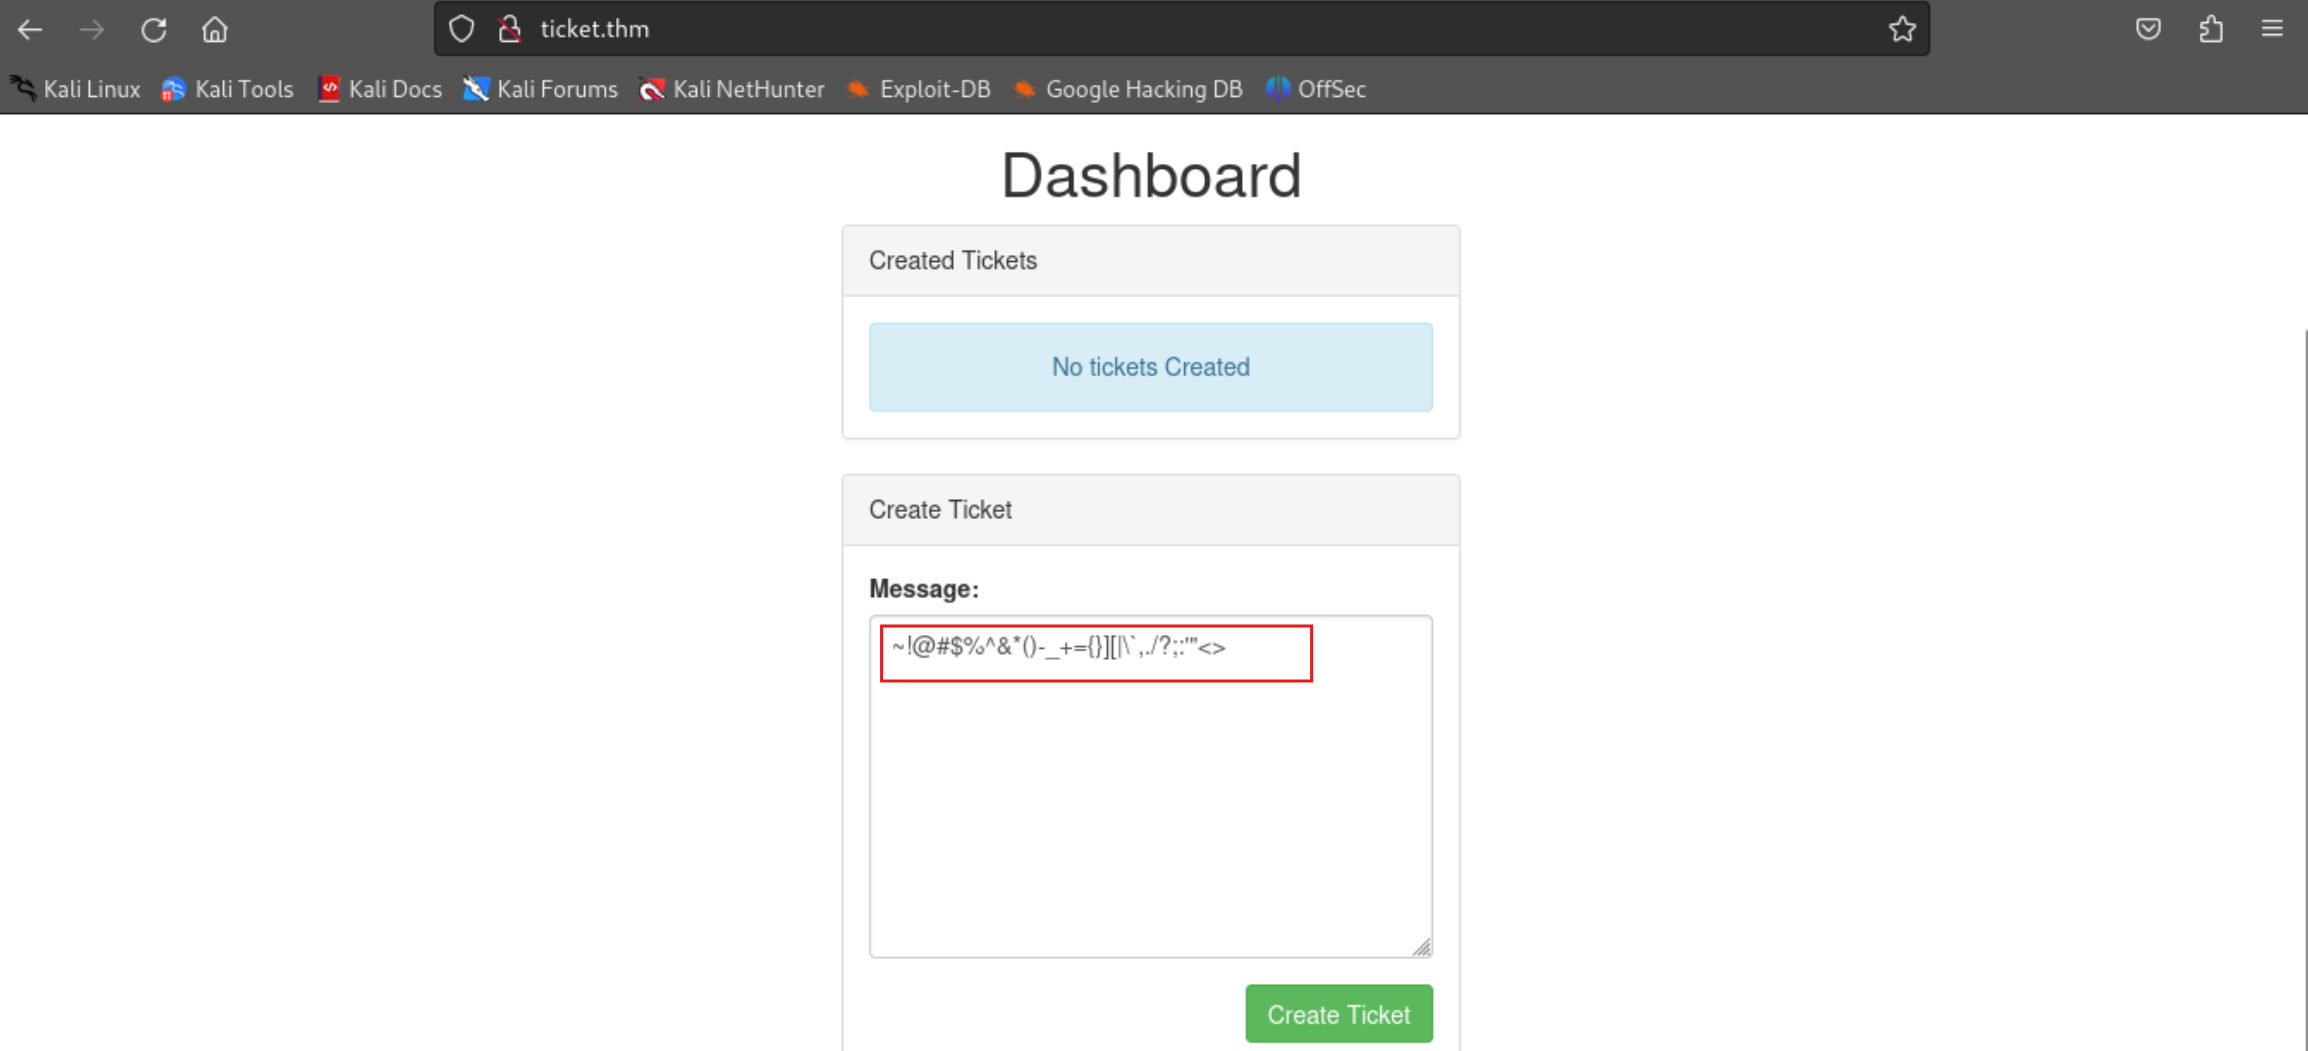 ticket.thm
Kali Linux Kali Tools Kali Docs Kali Forums Kali NetHunter Exploit-DB Google Hacking DB OffSec
Dashboard
Created Tickets
No tickets Created
Create Ticket
Message:
~!@#$%^&*()-_+={}][|\`,./?;:'"<>
Create Ticket